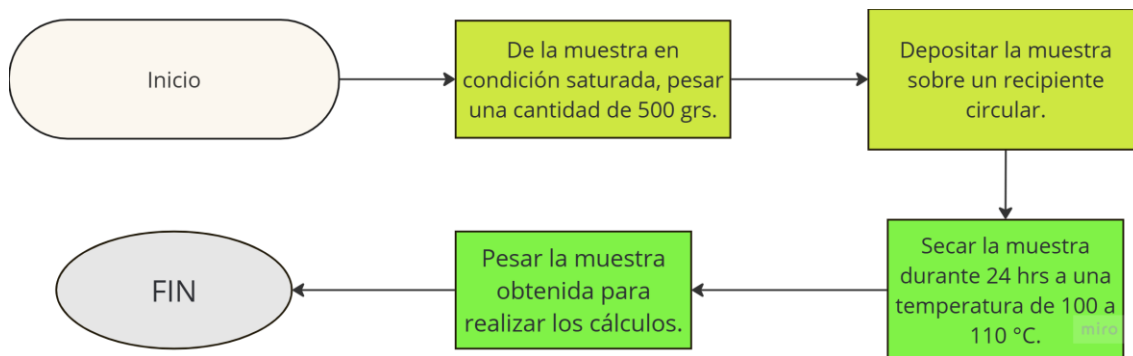 Inicio
De la muestra en
condición saturada, pesar
una cantidad de 500 grs.
Depositar la muestra
sobre un recipiente
circular.
Secar la muestra
durante 24 hrs a una
temperatura de 100 a
110 °C.
miro
Pesar la muestra
obtenida para
realizar los cálculos.
FIN